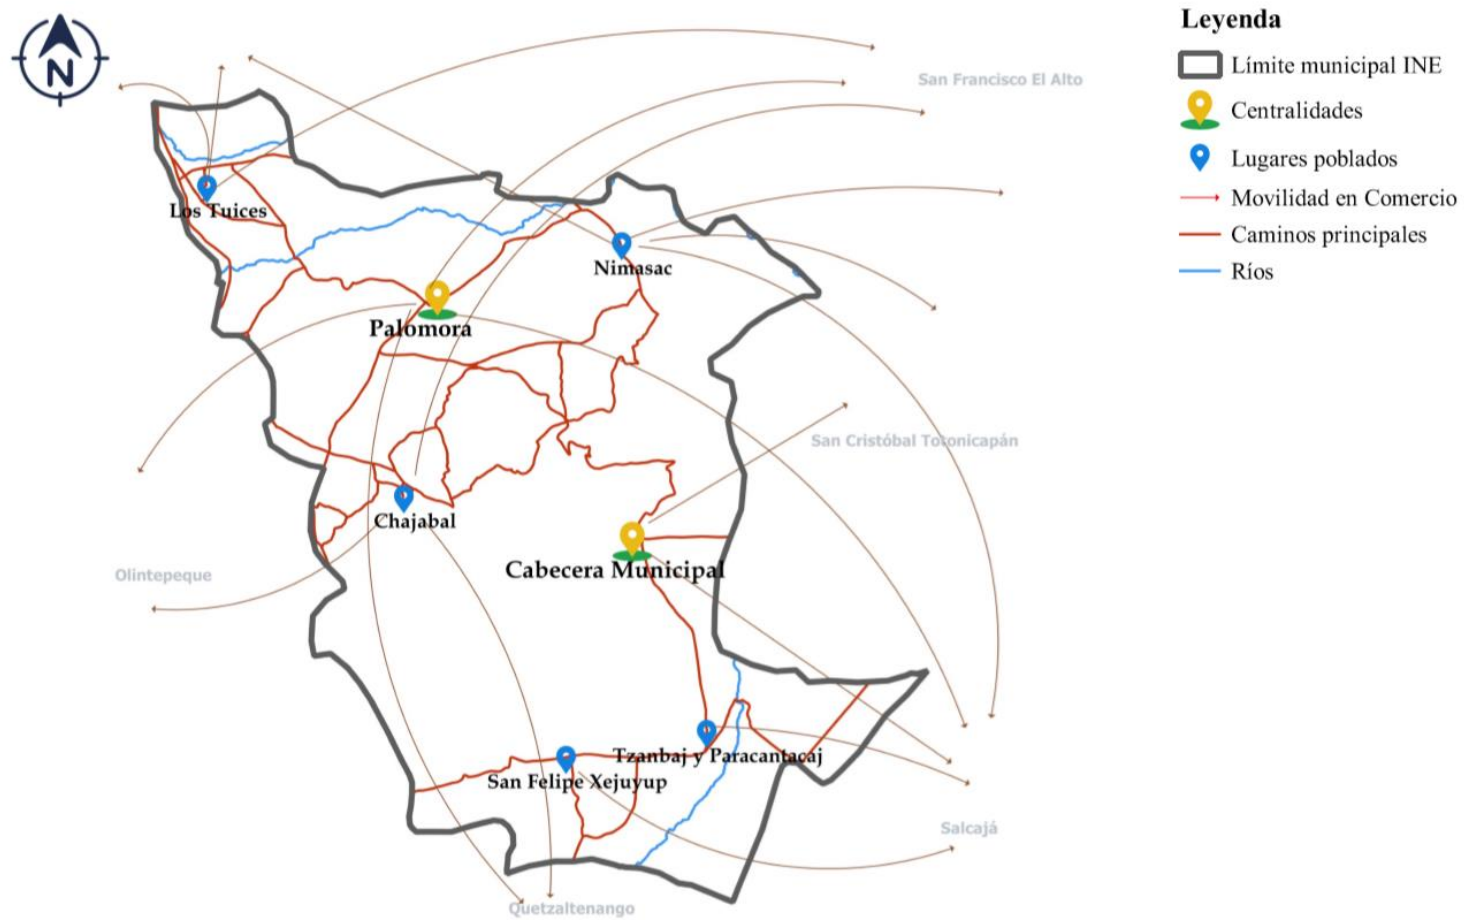 Leyenda
Límite municipal INE
Centralidades
Lugares poblados
Movilidad en Comercio
Caminos principales
Ríos
N
San Francisco El Alto
Los Tuices
Nimasac
Palomora
San Cristóbal Totonicapán
Chajabal
Cabecera Municipal
Olintepeque
Tzanbaj y Paracantacaj
San Felipe Xejuyup
Salcajá
Quetzaltenango